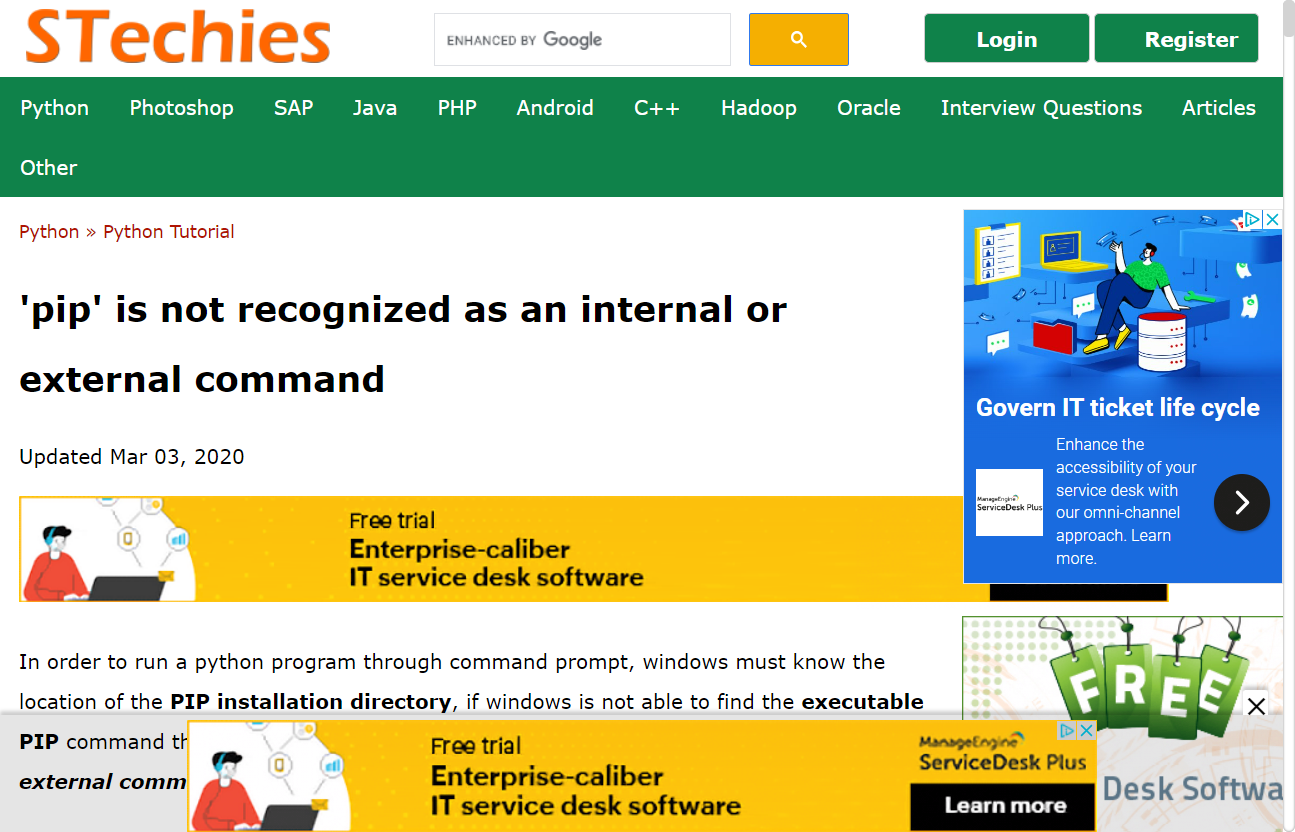 STechies
ENHANCED BY Google
Login
Register
Python Photoshop SAP Java PHP Android C++ Hadoop Oracle Interview Questions Articles
Other
Python » Python Tutorial
'pip' is not recognized as an internal or
external command
Updated Mar 03, 2020
Free trial
Enterprise-caliber
IT service desk software
Govern IT ticket life cycle
ManageEngine
ServiceDesk Plus
Enhance the
accessibility of your
service desk with
our omni-channel
approach. Learn
more.
In order to run a python program through command prompt, windows must know the
location of the PIP installation directory, if windows is not able to find the executable
PIP command th
external comm
FREE
Free trial
Enterprise-caliber
IT service desk software
ManageEngine
ServiceDesk Plus
Learn more
Desk Softwa